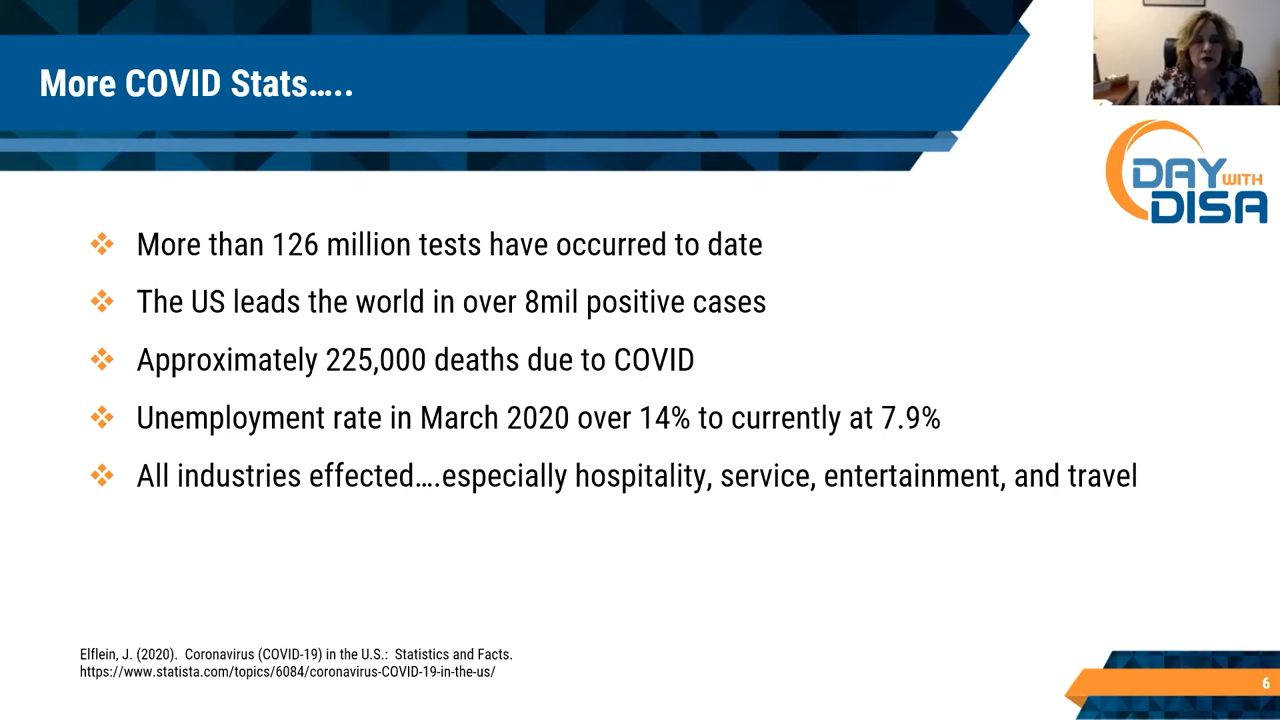 More COVID Stats…..
DAY WITH
DISA
More than 126 million tests have occurred to date
The US leads the world in over 8mil positive cases
Approximately 225,000 deaths due to COVID
Unemployment rate in March 2020 over 14% to currently at 7.9%
All industries effected….especially hospitality, service, entertainment, and travel
Elflein, J. (2020).  Coronavirus (COVID-19) in the U.S.:  Statistics and Facts.
https://www.statista.com/topics/6084/coronavirus-COVID-19-in-the-us/
6